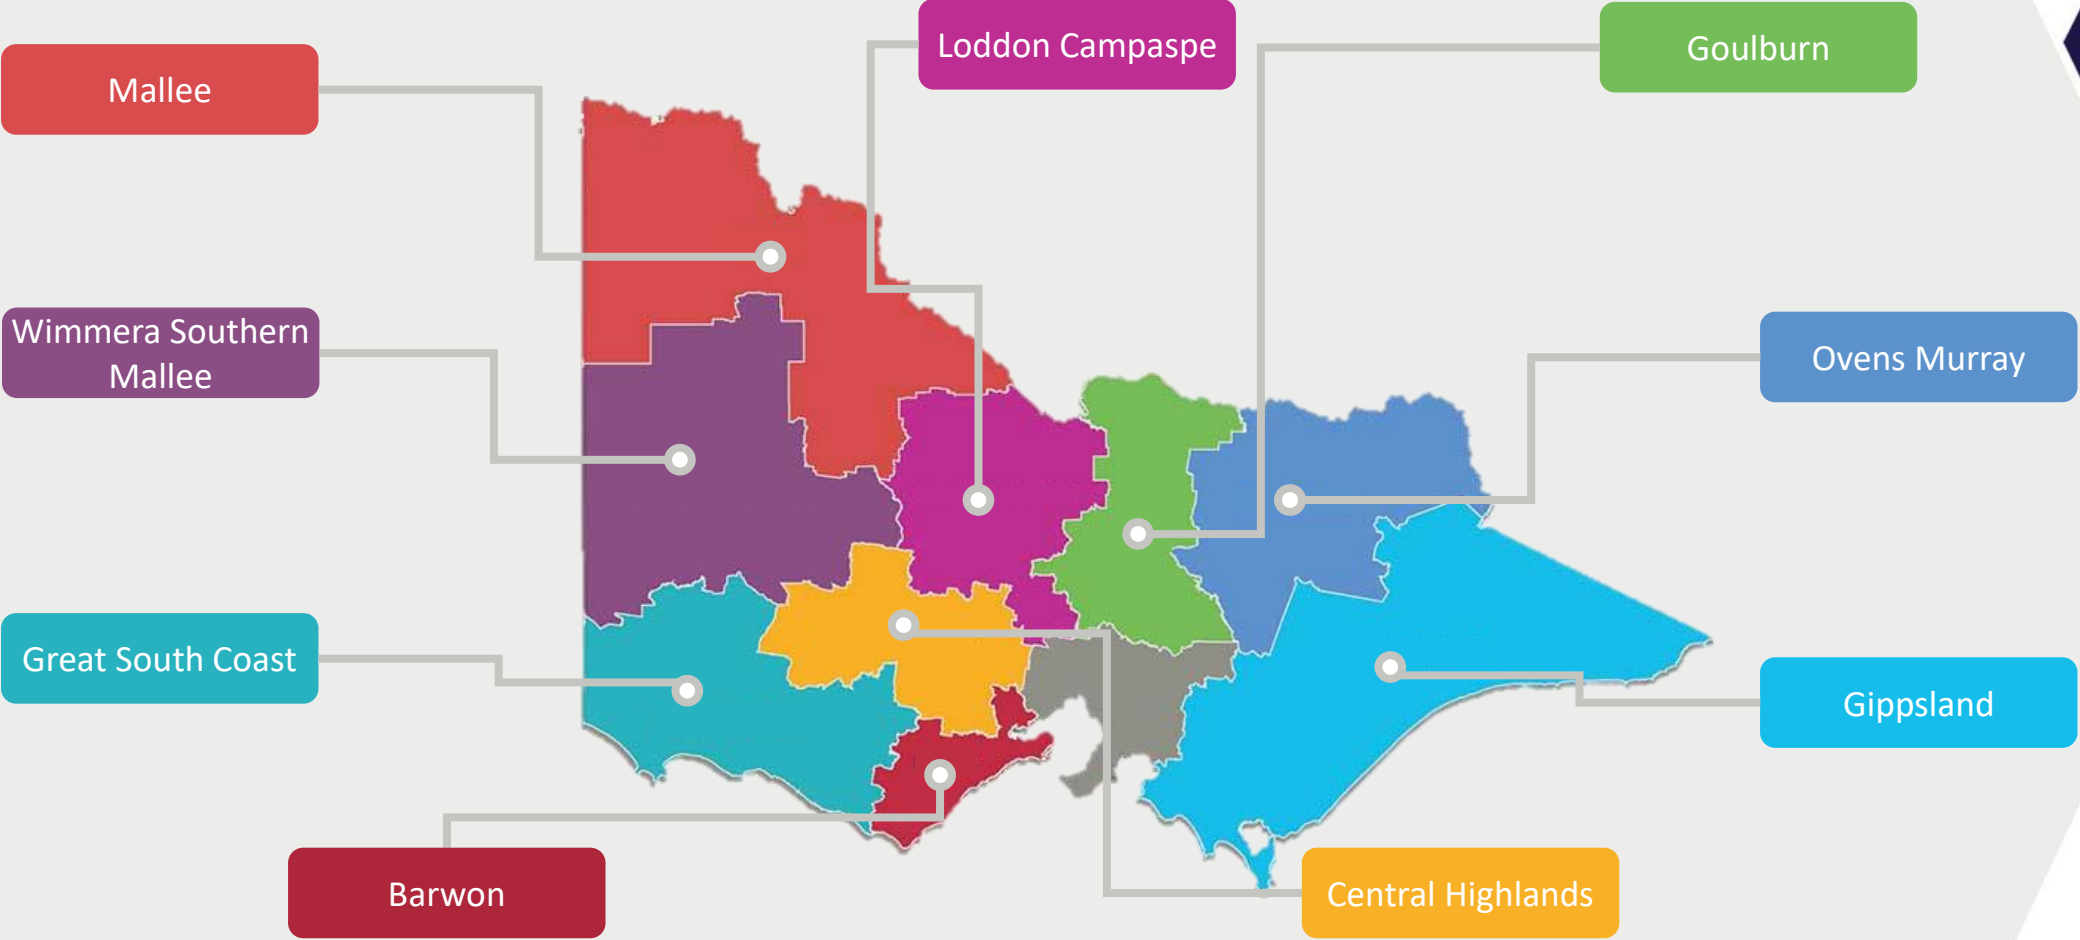 Loddon Campaspe
Goulburn
Mallee
Wimmera Southern
Mallee
Ovens Murray
Great South Coast
Gippsland
Barwon
Central Highlands